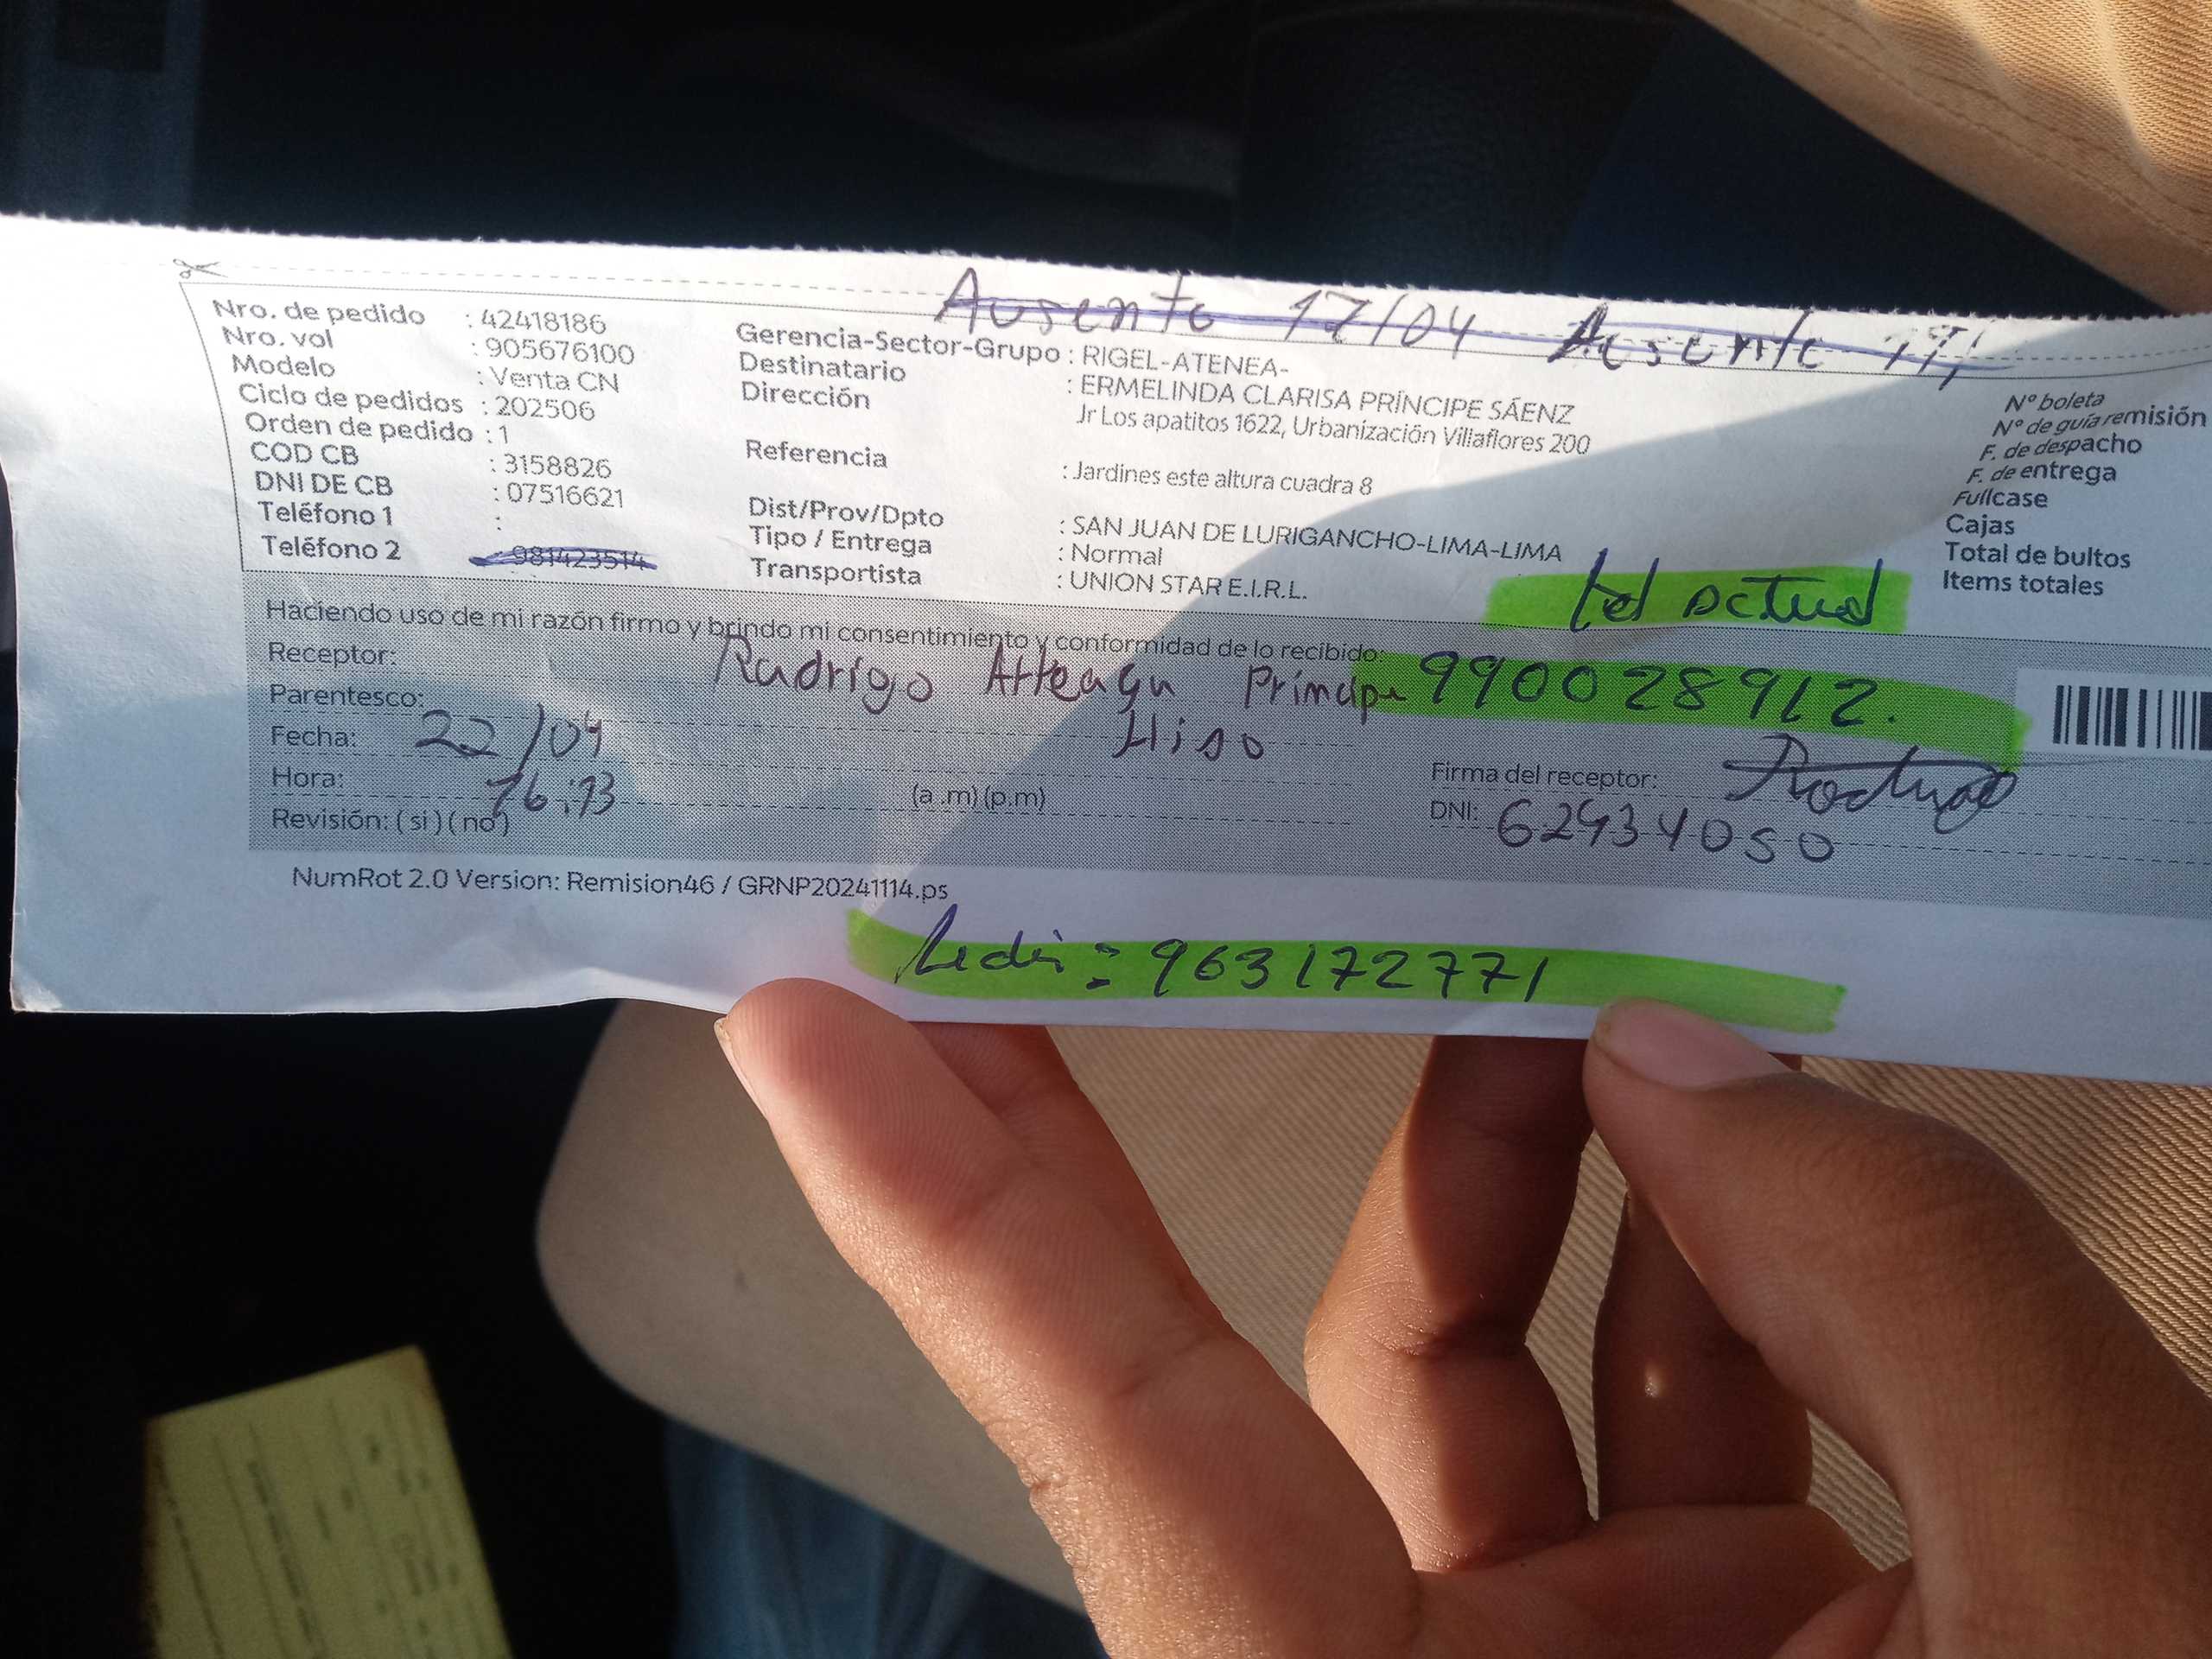 Ausente 17/04 Ausente
Nro. de pedido : 42418186
Nro. vol : 905676100
Modelo : Venta CN
Ciclo de pedidos : 202506
Orden de pedido : 1
COD CB : 3158826
DNI DE CB : 07516621
Teléfono 1 :
Teléfono 2 : 981423514
Gerencia-Sector-Grupo : RIGEL-ATENEA-
Destinatario : ERMELINDA CLARISA PRÍNCIPE SÁENZ
Dirección Jr Los apatitos 1622, Urbanización Villaflores 200
Referencia : Jardines este altura cuadra 8
Dist/Prov/Dpto : SAN JUAN DE LURIGANCHO-LIMA-LIMA
Tipo / Entrega : Normal
Transportista : UNION STAR E.I.R.L.
N° boleta
N° de guía remisión
F. de despacho
F. de entrega
Fullcase
Cajas
Total de bultos
Items totales
tel actual
Haciendo uso de mi razón firmo y brindo mi consentimiento y conformidad de lo recibido:
Receptor: Rodrigo Arteaga Principe 990028912.
Parentesco: Hijo
Fecha: 22/04
Hora: 16:13 (a .m) (p.m)
Revisión: ( si ) ( no )
Firma del receptor: Rodrigo
DNI: 62934050
NumRot 2.0 Version: Remision46 / GRNP20241114.ps
: 963172771